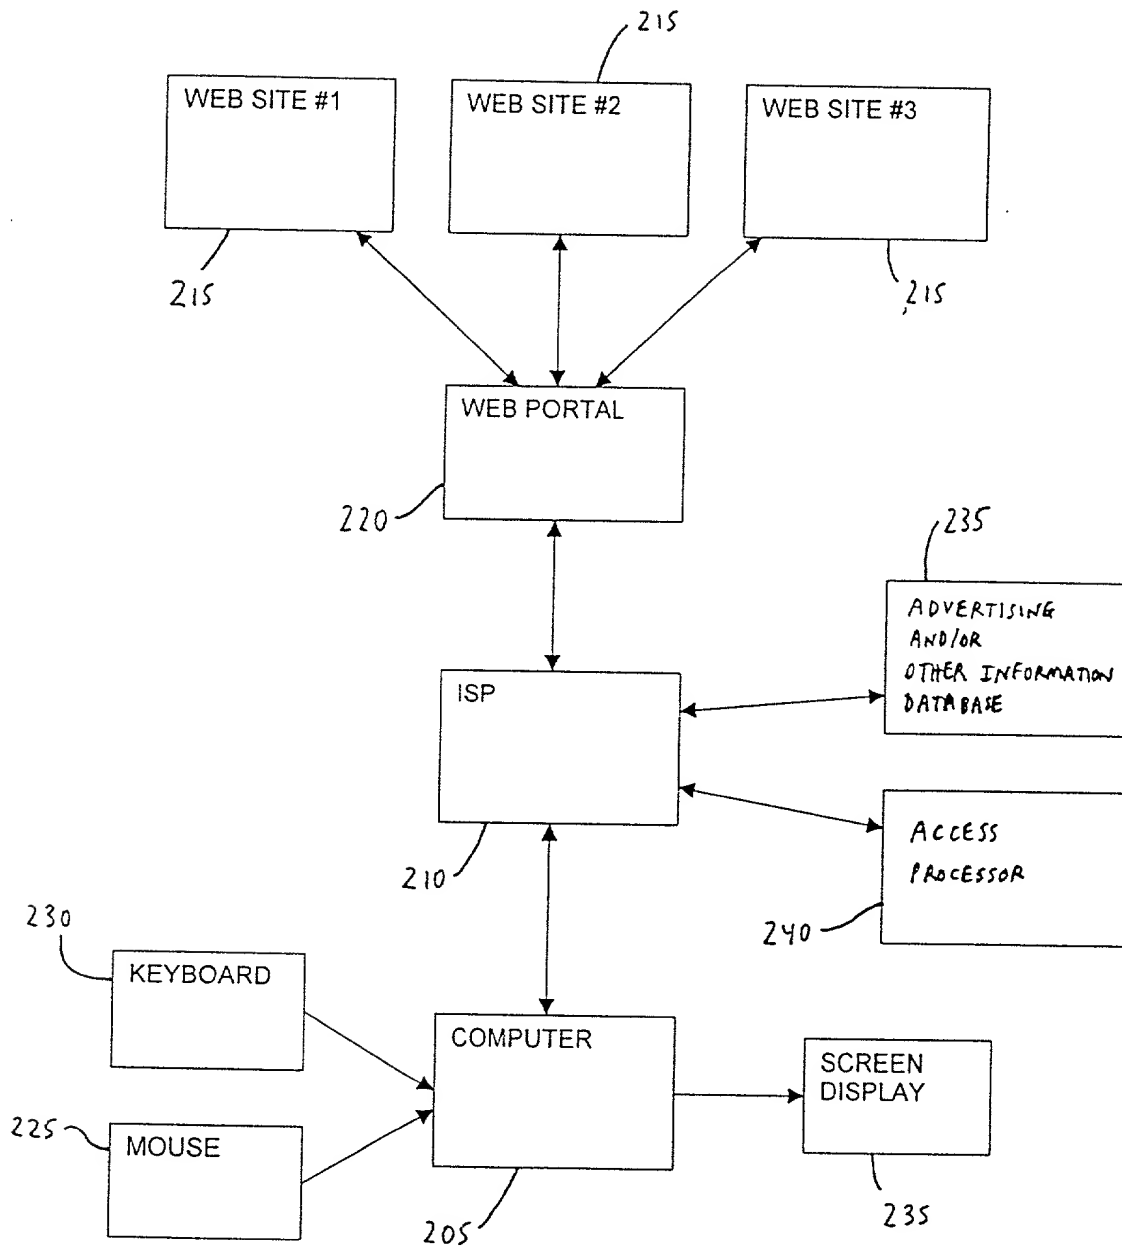 215
WEB SITE #1
WEB SITE #2
WEB SITE #3
215
215
WEB PORTAL
220
235
ADVERTISING
AND/OR
OTHER INFORMATION
DATABASE
ISP
210
ACCESS
PROCESSOR
240
230
KEYBOARD
COMPUTER
SCREEN
DISPLAY
225
MOUSE
205
235